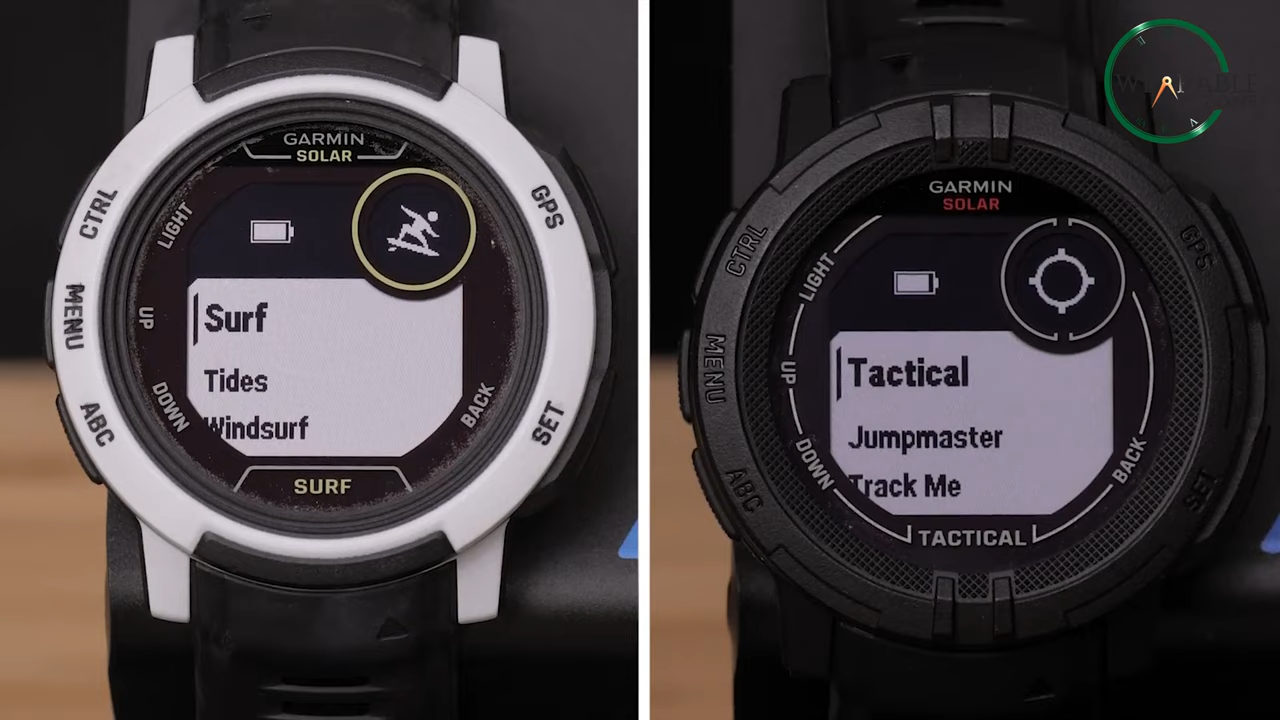 GARMIN
SOLAR
CTRL
LIGHT
GPS
MENU
UP
Surf
Tides
Windsurf
ABC
DOWN
BACK
SET
SURF
GARMIN
SOLAR
CTRL
LIGHT
GPS
MENU
UP
Tactical
Jumpmaster
Track Me
ABC
DOWN
BACK
SET
TACTICAL